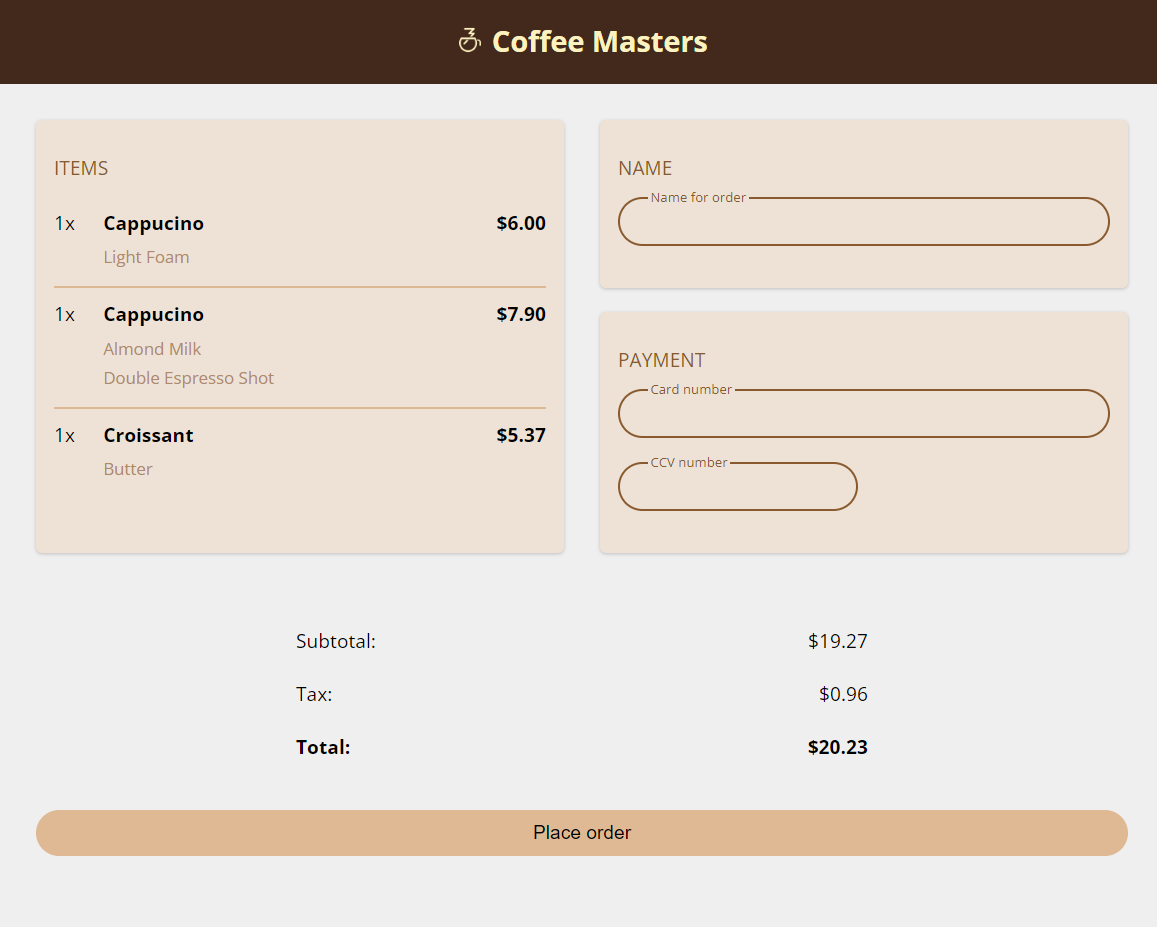 Coffee Masters
ITEMS
1x Cappucino $6.00
Light Foam
1x Cappucino $7.90
Almond Milk
Double Espresso Shot
1x Croissant $5.37
Butter
NAME
Name for order
PAYMENT
Card number
CCV number
Subtotal: $19.27
Tax: $0.96
Total: $20.23
Place order